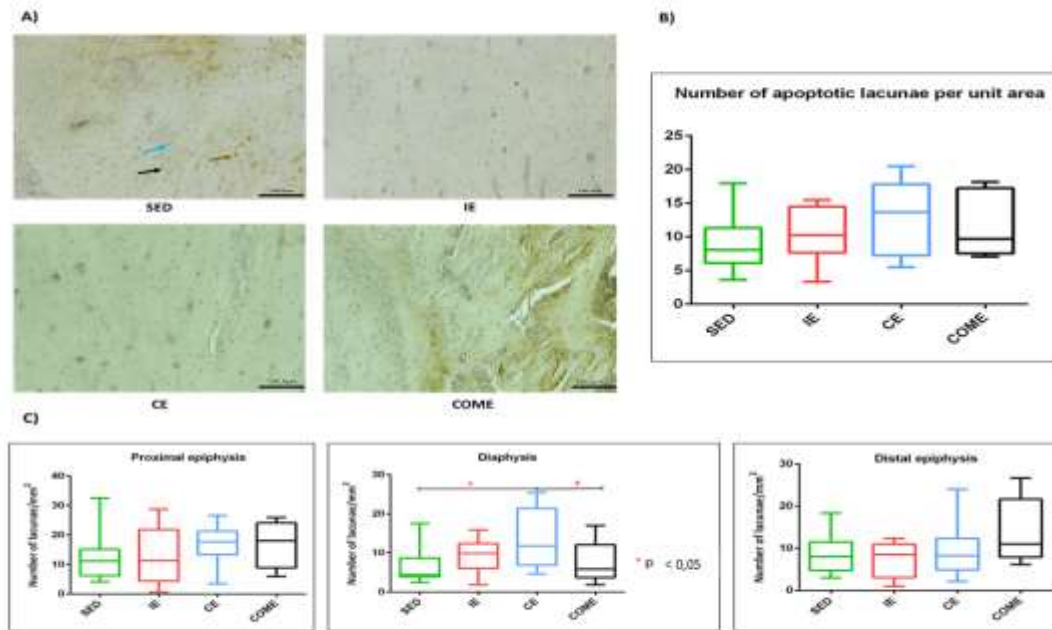 A)
B)
SED
IE
CE
COME
Number of apoptotic lacunae per unit area
25
20
15
10
5
0
SED
IE
CE
COME
C)
Proximal epiphysis
Number of lacunae/mm²
40
30
20
10
0
SED
IE
CE
COME
Diaphysis
Number of lacunae/mm²
30
20
10
0
* *
SED
IE
CE
COME
* P < 0,05
Distal epiphysis
Number of lacunae/mm²
30
20
10
0
SED
IE
CE
COME